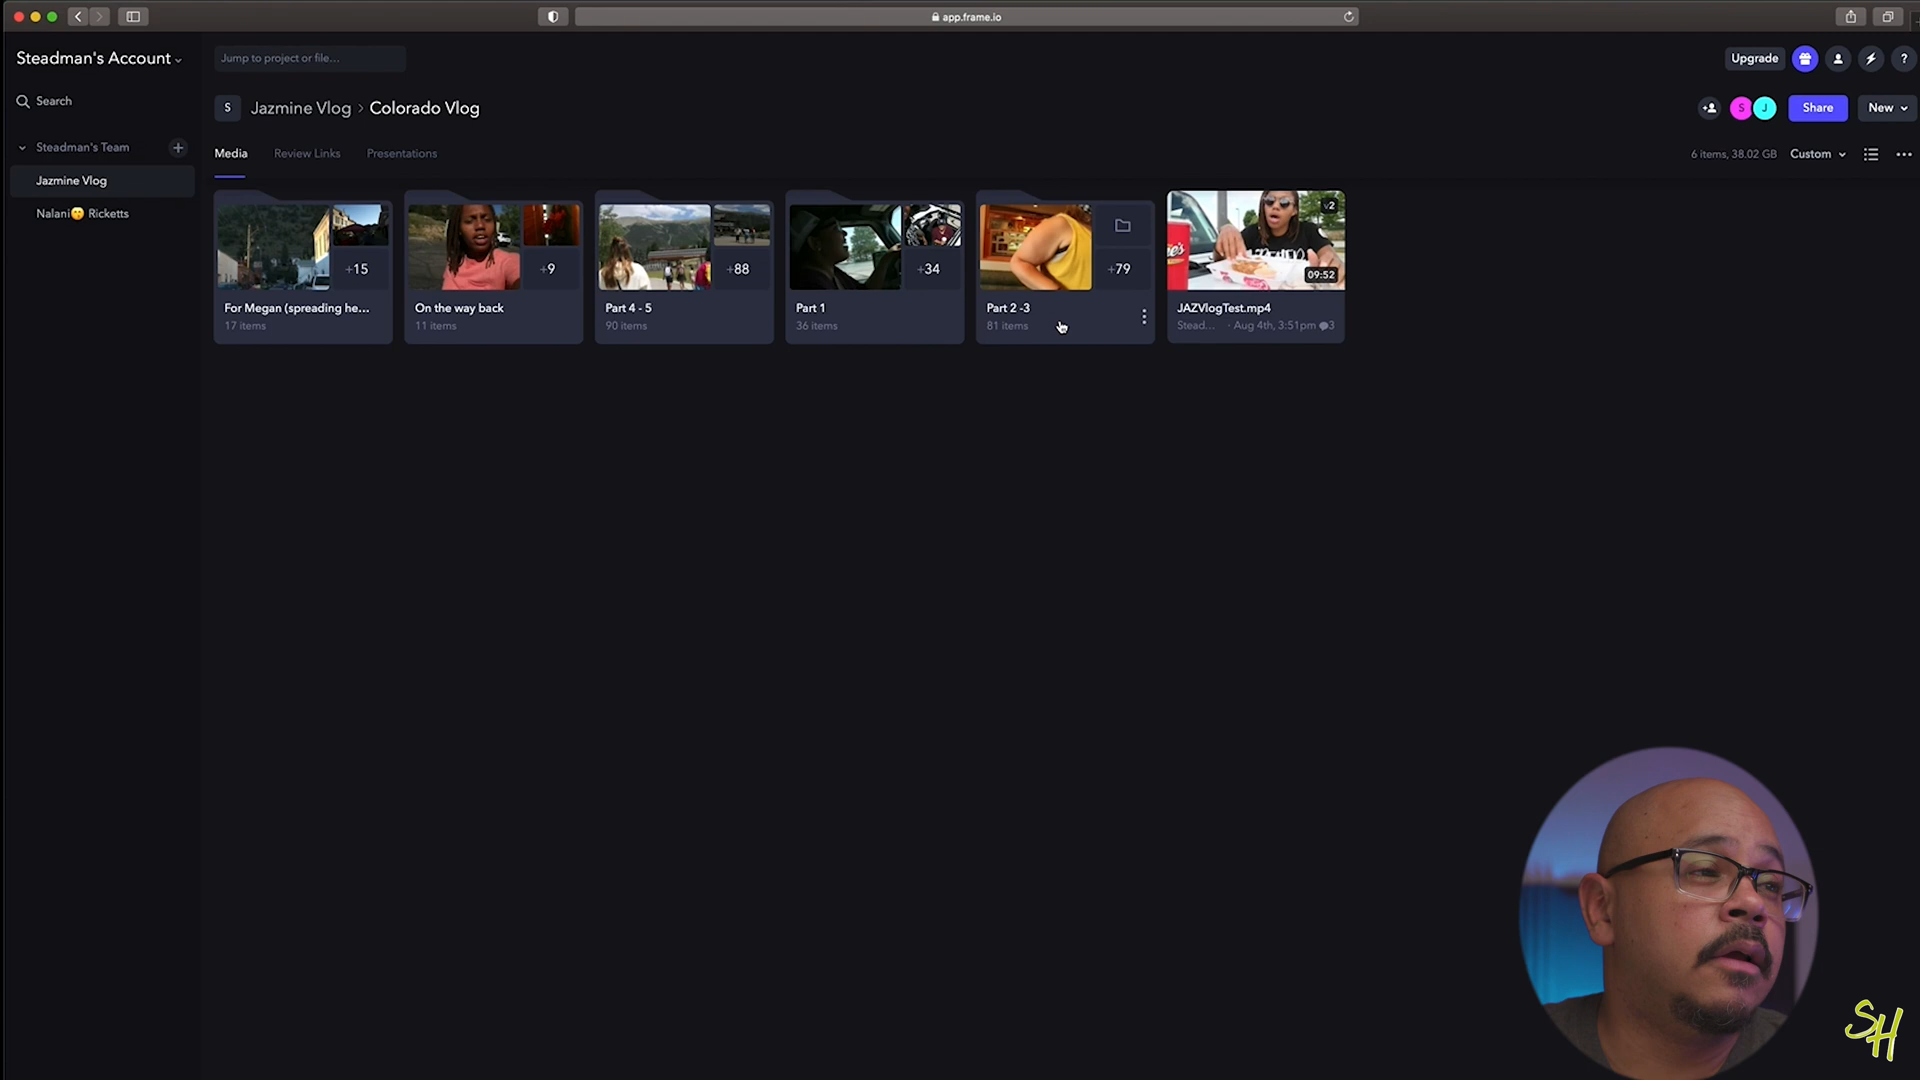 app.frame.io
Steadman's Account
Jump to project or file...
Upgrade
?
Search
S
Jazmine Vlog > Colorado Vlog
S
J
Share
New
Steadman's Team
Media
Review Links
Presentations
6 items, 38.02 GB
Custom
Jazmine Vlog
Nalani🤫 Ricketts
+15
For Megan (spreading he...
17 items
+9
On the way back
11 items
+88
Part 4 - 5
90 items
+34
Part 1
36 items
+79
Part 2 -3
81 items
v2
09:52
JAZVlogTest.mp4
Stead... · Aug 4th, 3:51pm 3
SH